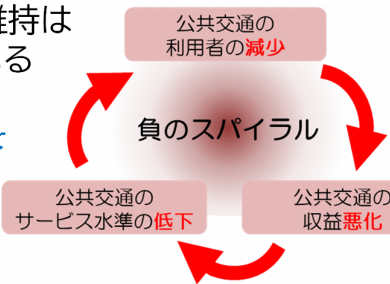 維持は
る
公共交通の
利用者の減少
負のスパイラル
公共交通の
サービス水準の低下
公共交通の
収益悪化